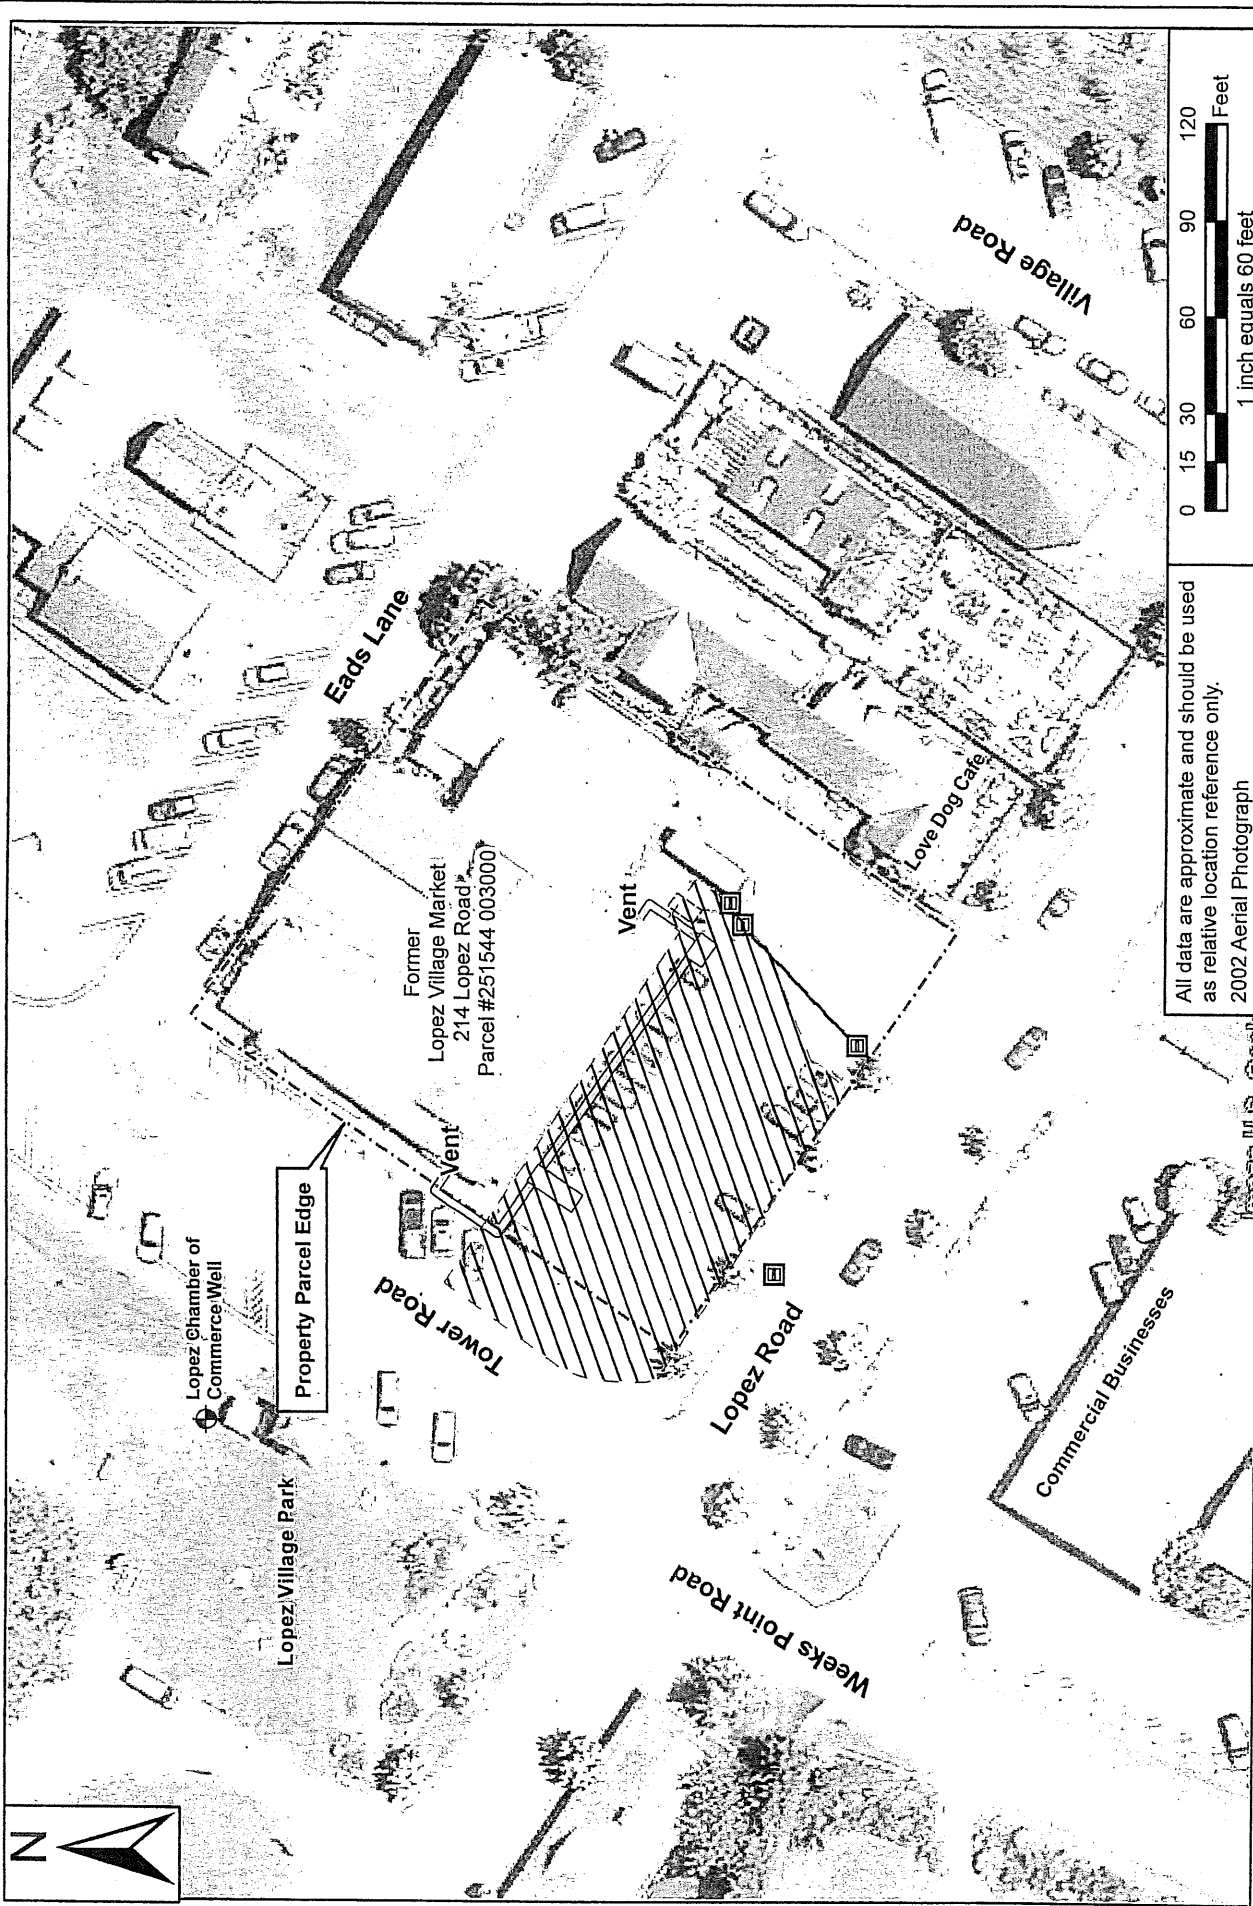 N
Lopez Chamber of
Commerce Well
Lopez Village Park
Property Parcel Edge
Tower Road
Eads Lane
Former
Lopez Village Market
214 Lopez Road
Parcel #251544 003000
Vent
Vent
Lopez Road
Weeks Point Road
Love Dog Cafe
Village Road
Commercial Businesses
All data are approximate and should be used
as relative location reference only.
2002 Aerial Photograph
0 15 30 60 90 120
Feet
1 inch equals 60 feet